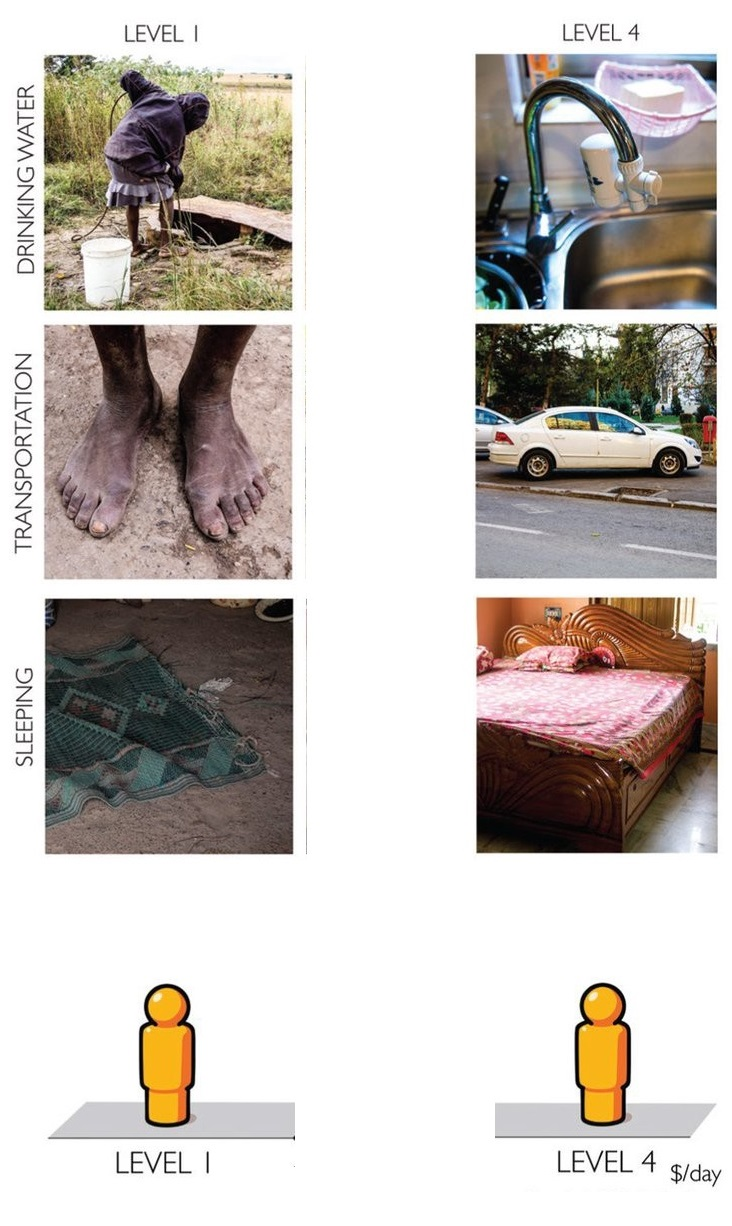 LEVEL 1
LEVEL 4
DRINKING WATER
TRANSPORTATION
SLEEPING
LEVEL 1
LEVEL 4
$/day